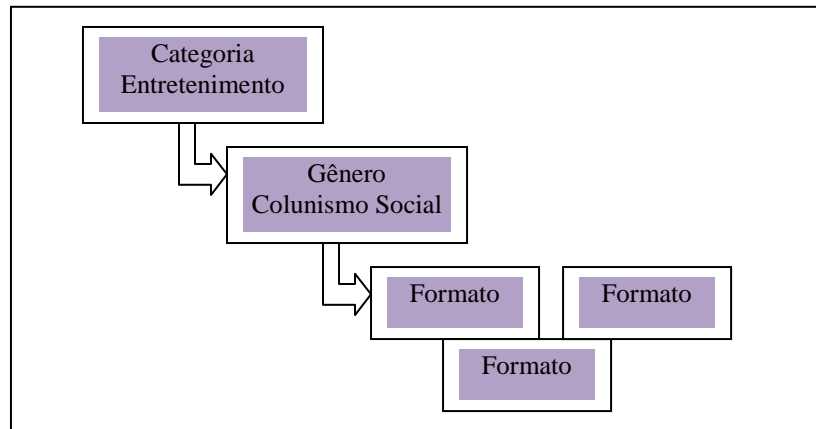 Categoria
Entretenimento
Gênero
Colunismo Social
Formato
Formato
Formato